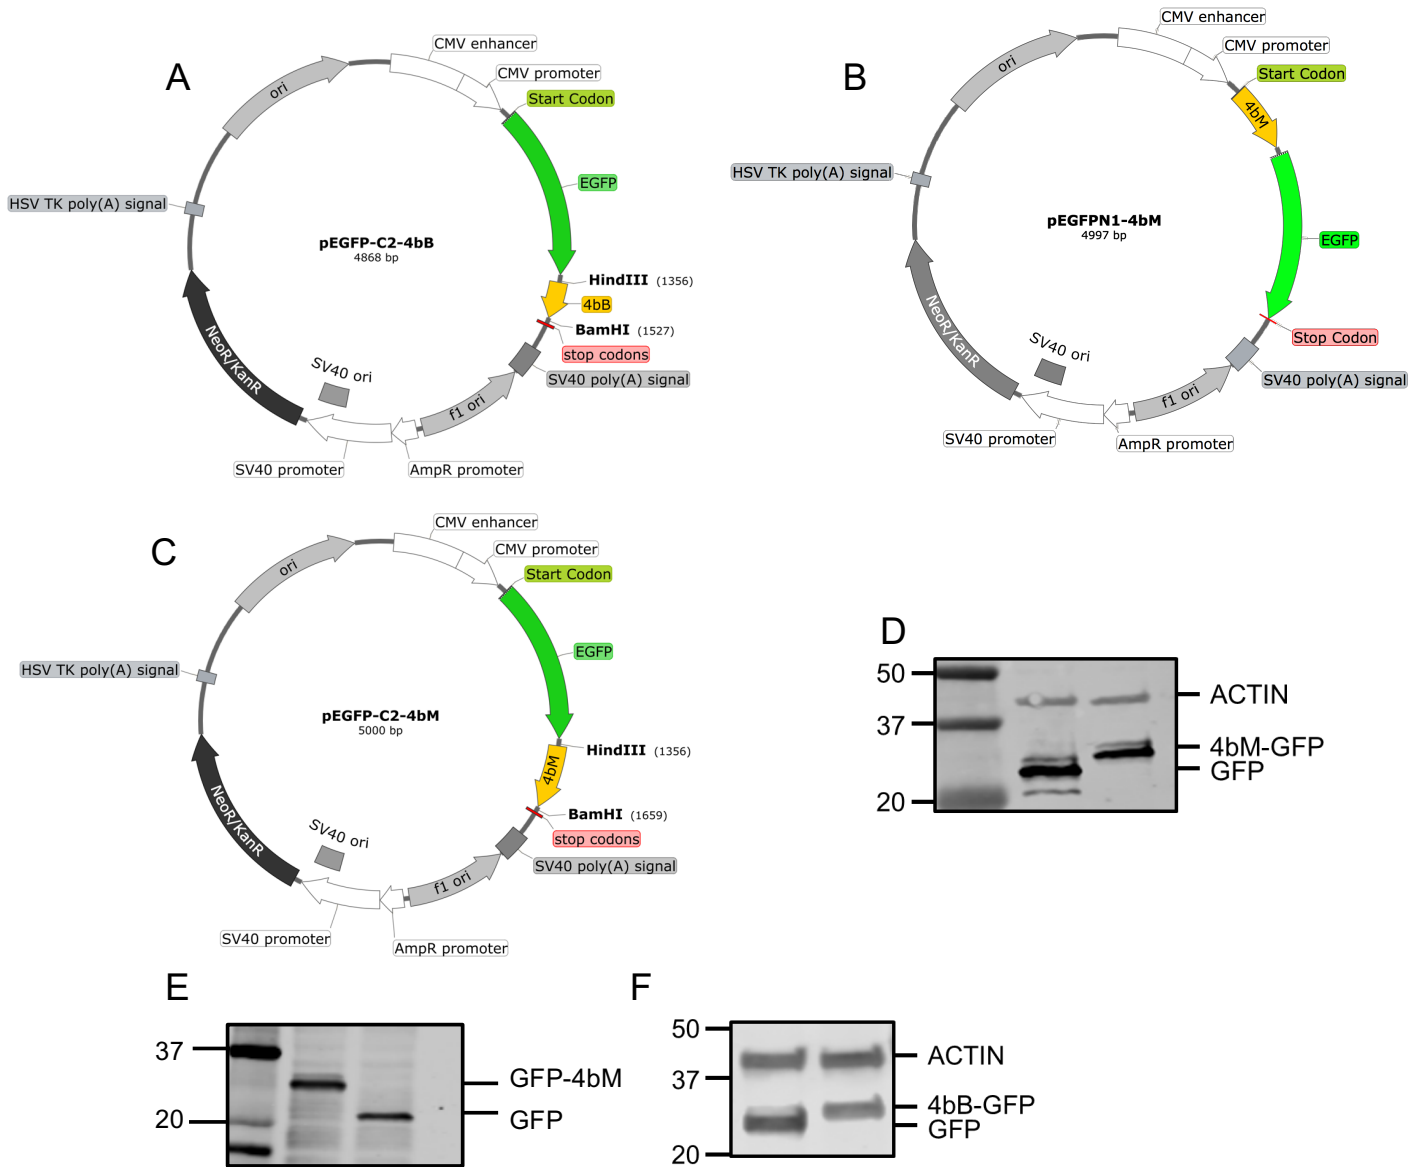 A
CMV enhancer
CMV promoter
Start Codon
ori
EGFP
HSV TK poly(A) signal
pEGFP-C2-4bB
4868 bp
HindIII (1356)
4bB
BamHI (1527)
stop codons
SV40 poly(A) signal
NeoR/KanR
SV40 ori
f1 ori
SV40 promoter
AmpR promoter
B
CMV enhancer
CMV promoter
Start Codon
ori
4bM
HSV TK poly(A) signal
pEGFPN1-4bM
4997 bp
EGFP
Stop Codon
NeoR/KanR
SV40 ori
SV40 poly(A) signal
f1 ori
SV40 promoter
AmpR promoter
C
CMV enhancer
CMV promoter
Start Codon
ori
EGFP
HSV TK poly(A) signal
pEGFP-C2-4bM
5000 bp
HindIII (1356)
4bM
BamHI (1659)
stop codons
SV40 poly(A) signal
NeoR/KanR
SV40 ori
f1 ori
SV40 promoter
AmpR promoter
D
50
37
20
ACTIN
4bM-GFP
GFP
E
37
20
GFP-4bM
GFP
F
50
37
20
ACTIN
4bB-GFP
GFP